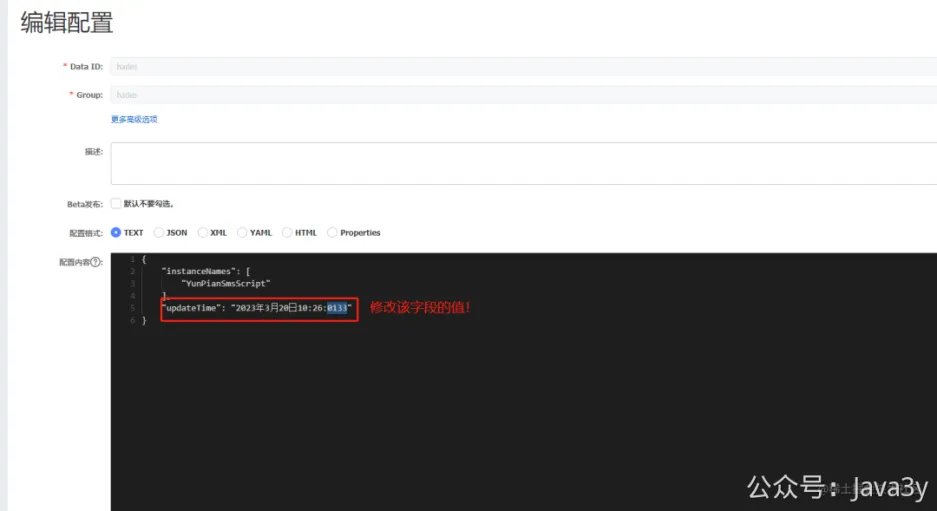 编辑配置
* Data ID: hades
* Group: hades
更多高级选项
描述:
Beta发布: 默认不要勾选。
配置格式: TEXT JSON XML YAML HTML Properties
配置内容?:
1 {
2 "instanceNames": [
3 "YunPianSmsScript"
4 ],
5 "updateTime": "2023年3月20日10:26:0133" 修改该字段的值!
6 }
公众号: Java3y